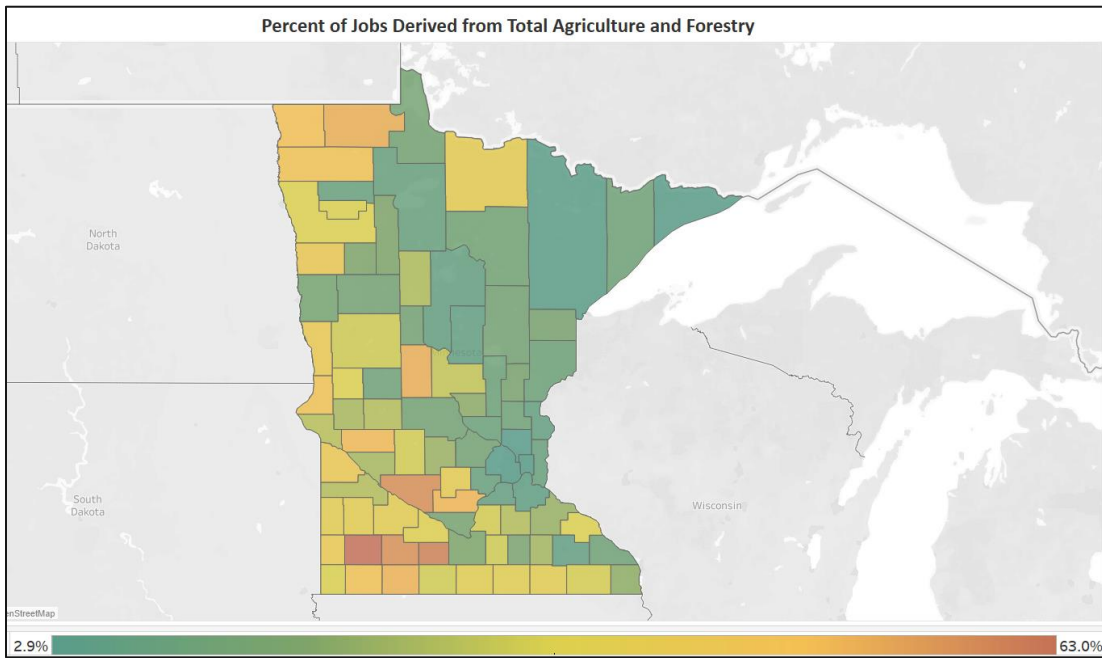 Percent of Jobs Derived from Total Agriculture and Forestry
North
Dakota
South
Dakota
Wisconsin
enStreetMap
2.9%
63.0%